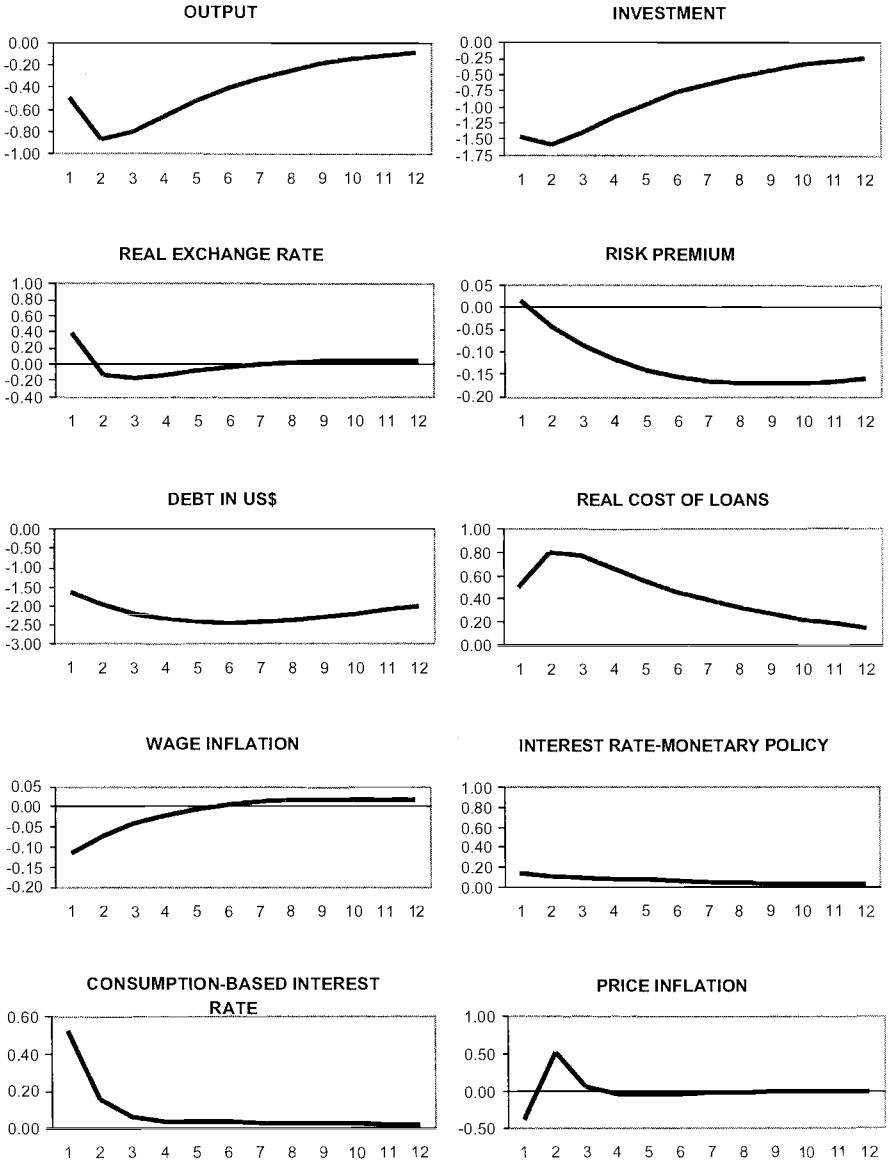 OUTPUT
0.00
-0.20
-0.40
-0.60
-0.80
-1.00
1 2 3 4 5 6 7 8 9 10 11 12
INVESTMENT
0.00
-0.25
-0.50
-0.75
-1.00
-1.25
-1.50
-1.75
1 2 3 4 5 6 7 8 9 10 11 12
REAL EXCHANGE RATE
1.00
0.80
0.60
0.40
0.20
0.00
-0.20
-0.40
1 2 3 4 5 6 7 8 9 10 11 12
RISK PREMIUM
0.05
0.00
-0.05
-0.10
-0.15
-0.20
1 2 3 4 5 6 7 8 9 10 11 12
DEBT IN US$
0.00
-0.50
-1.00
-1.50
-2.00
-2.50
-3.00
1 2 3 4 5 6 7 8 9 10 11 12
REAL COST OF LOANS
1.00
0.80
0.60
0.40
0.20
0.00
1 2 3 4 5 6 7 8 9 10 11 12
WAGE INFLATION
0.05
0.00
-0.05
-0.10
-0.15
-0.20
1 2 3 4 5 6 7 8 9 10 11 12
INTEREST RATE-MONETARY POLICY
1.00
0.80
0.60
0.40
0.20
0.00
1 2 3 4 5 6 7 8 9 10 11 12
CONSUMPTION-BASED INTEREST
RATE
0.60
0.40
0.20
0.00
1 2 3 4 5 6 7 8 9 10 11 12
PRICE INFLATION
1.00
0.50
0.00
-0.50
1 2 3 4 5 6 7 8 9 10 11 12